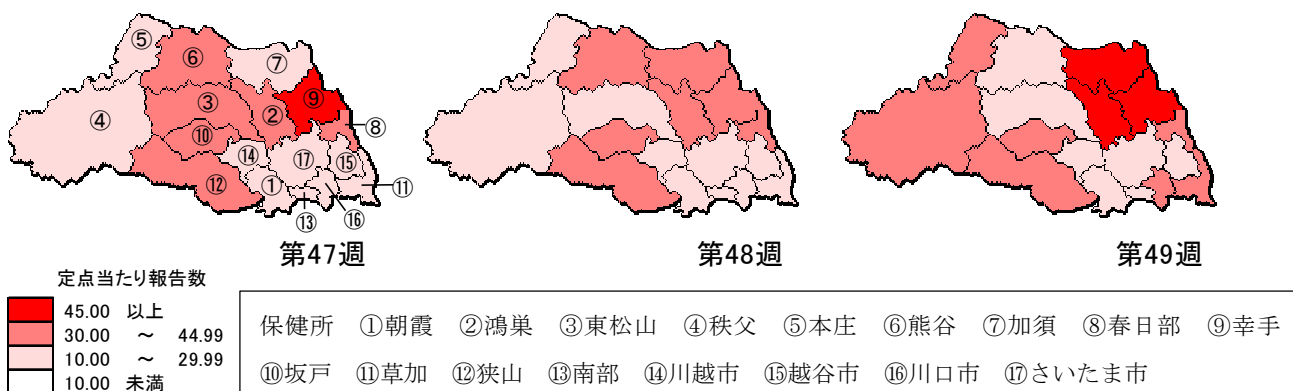 ⑤ ⑥ ⑦
④ ③ ② ⑨
⑩ ⑧
⑭ ⑰ ⑮
⑫ ① ⑪
⑬ ⑯
第47週 第48週 第49週
定点当たり報告数
45.00 以上
30.00 ～ 44.99
10.00 ～ 29.99
10.00 未満
保健所 ①朝霞 ②鴻巣 ③東松山 ④秩父 ⑤本庄 ⑥熊谷 ⑦加須 ⑧春日部 ⑨幸手
⑩坂戸 ⑪草加 ⑫狭山 ⑬南部 ⑭川越市 ⑮越谷市 ⑯川口市 ⑰さいたま市